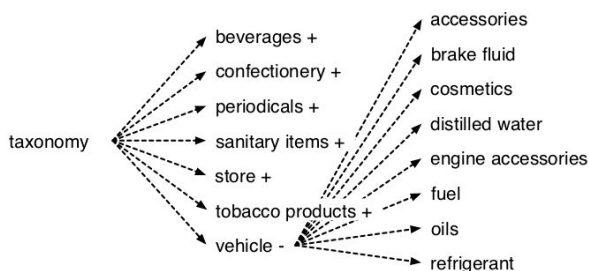 taxonomy
beverages +
confectionery +
periodicals +
sanitary items +
store +
tobacco products +
vehicle -
accessories
brake fluid
cosmetics
distilled water
engine accessories
fuel
oils
refrigerant